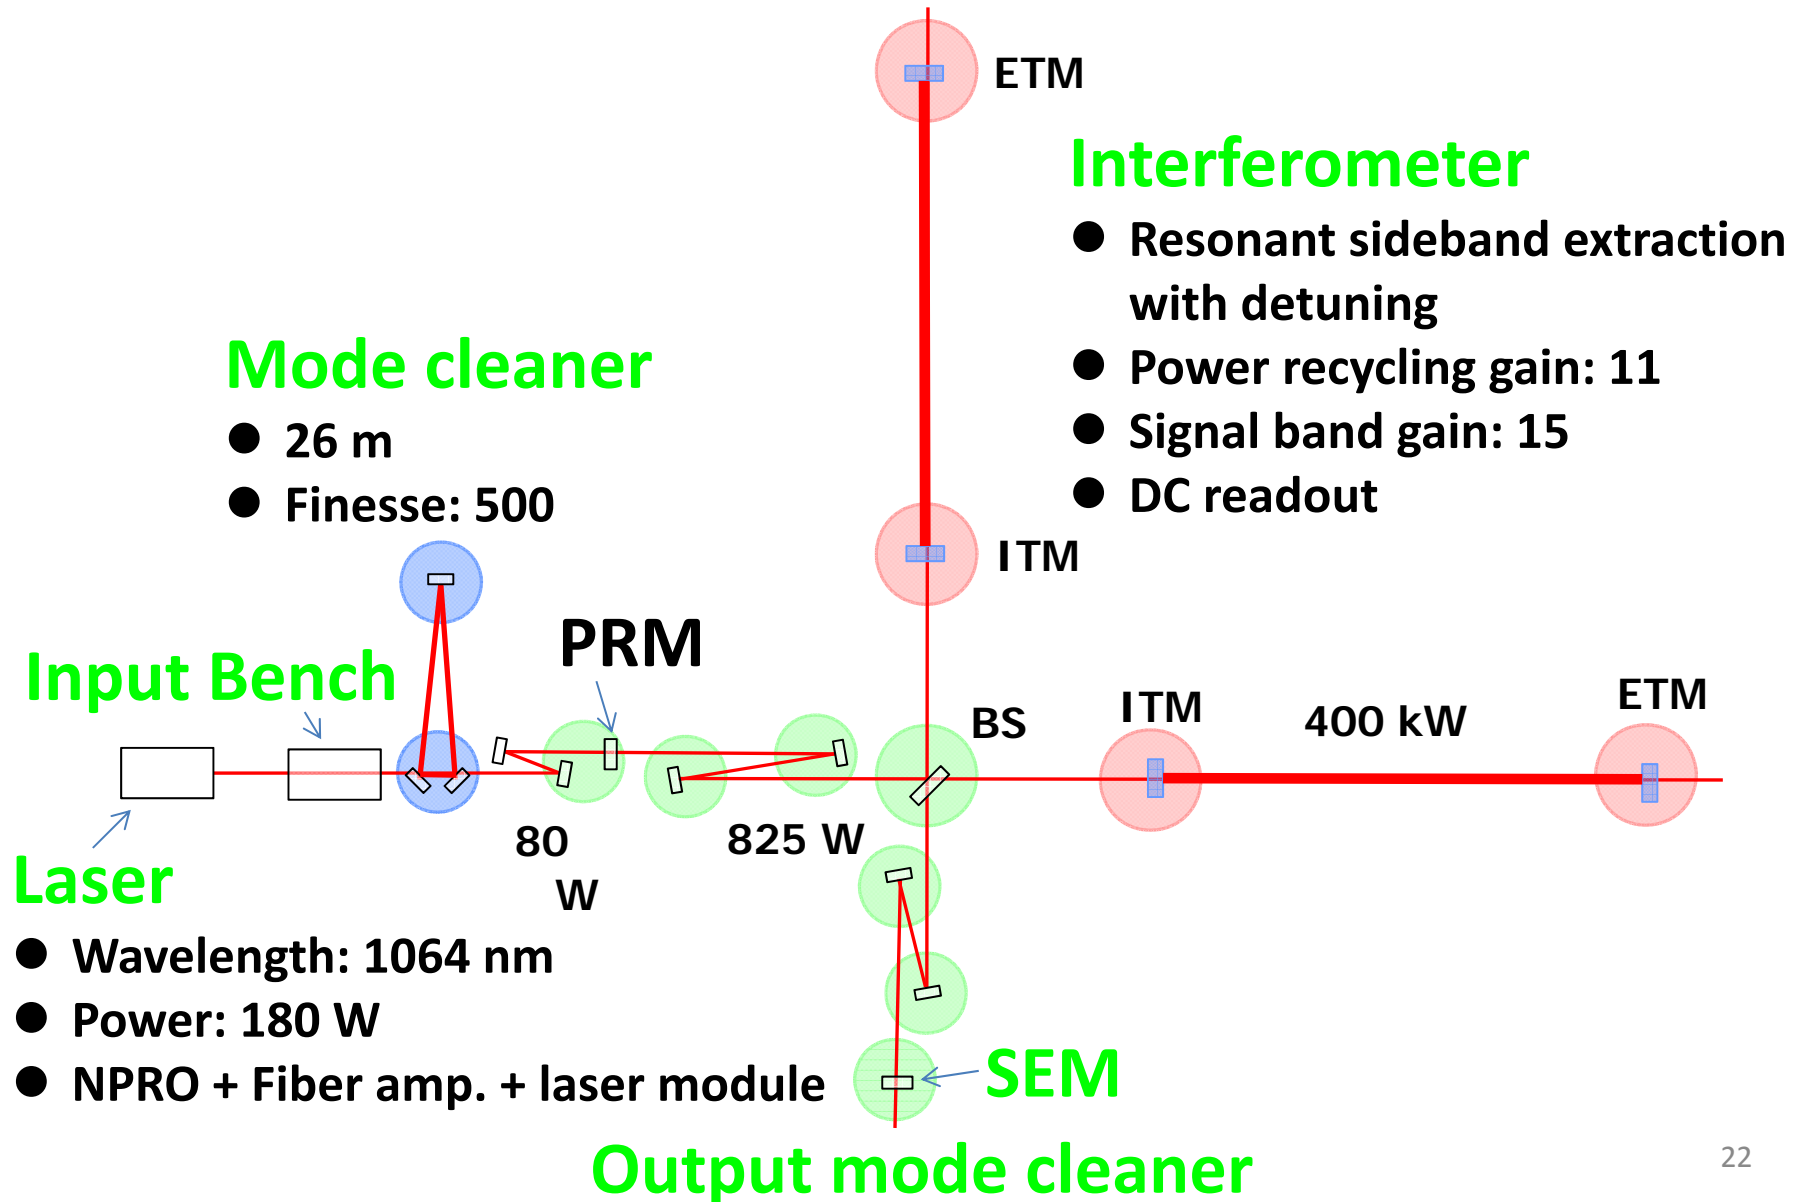 ETM
Interferometer
● Resonant sideband extraction
with detuning
● Power recycling gain: 11
● Signal band gain: 15
● DC readout
Mode cleaner
● 26 m
● Finesse: 500
ITM
PRM
Input Bench
BS
ITM
400 kW
ETM
80
W
825 W
Laser
● Wavelength: 1064 nm
● Power: 180 W
● NPRO + Fiber amp. + laser module
SEM
Output mode cleaner
22